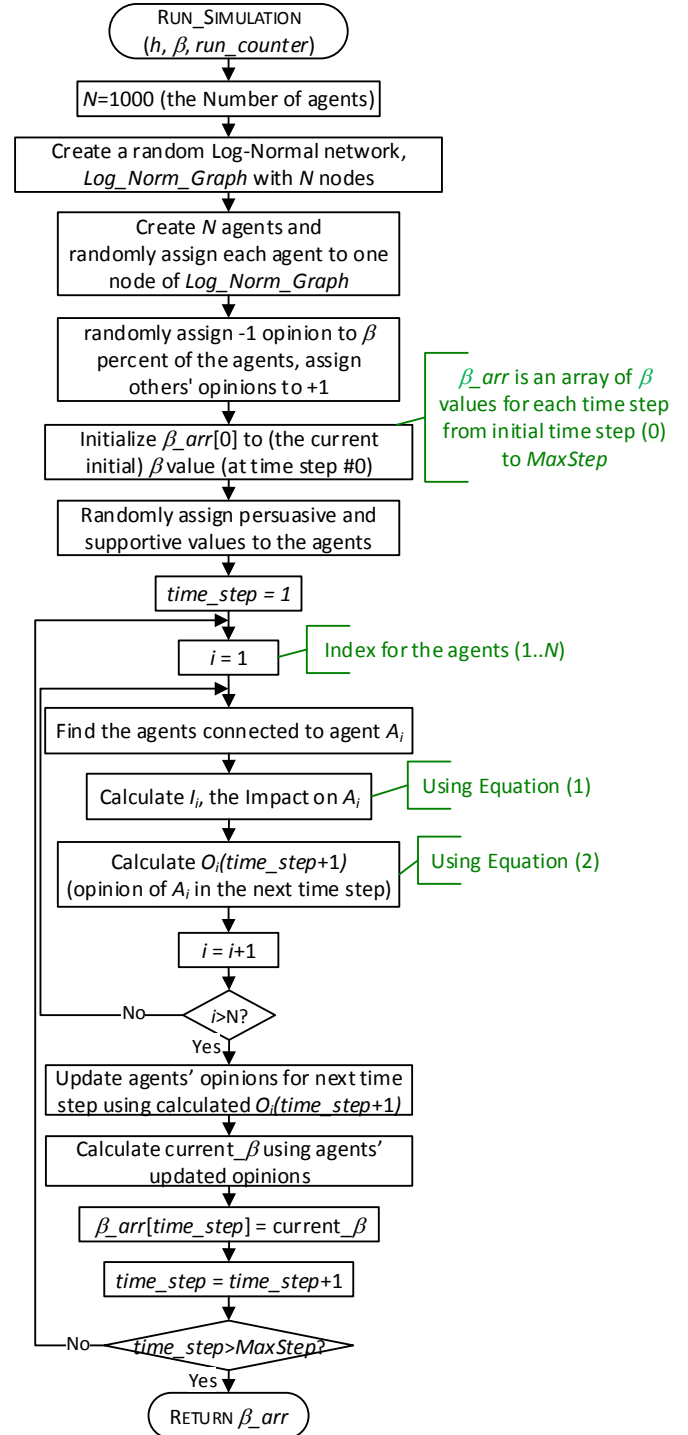 RUN_SIMULATION
(h, β, run_counter)
N=1000 (the Number of agents)
Create a random Log-Normal network,
Log_Norm_Graph with N nodes
Create N agents and
randomly assign each agent to one
node of Log_Norm_Graph
randomly assign -1 opinion to β
percent of the agents, assign
others' opinions to +1
β_arr is an array of β
values for each time step
from initial time step (0)
to MaxStep
Initialize β_arr[0] to (the current
initial) β value (at time step #0)
Randomly assign persuasive and
supportive values to the agents
time_step = 1
i = 1
Index for the agents (1..N)
Find the agents connected to agent Ai
Calculate Ii, the Impact on Ai
Using Equation (1)
Calculate Oi(time_step+1)
(opinion of Ai in the next time step)
Using Equation (2)
i = i+1
i>N?
No
Yes
Update agents’ opinions for next time
step using calculated Oi(time_step+1)
Calculate current_β using agents’
updated opinions
β_arr[time_step] = current_β
time_step = time_step+1
time_step>MaxStep?
No
Yes
RETURN β_arr